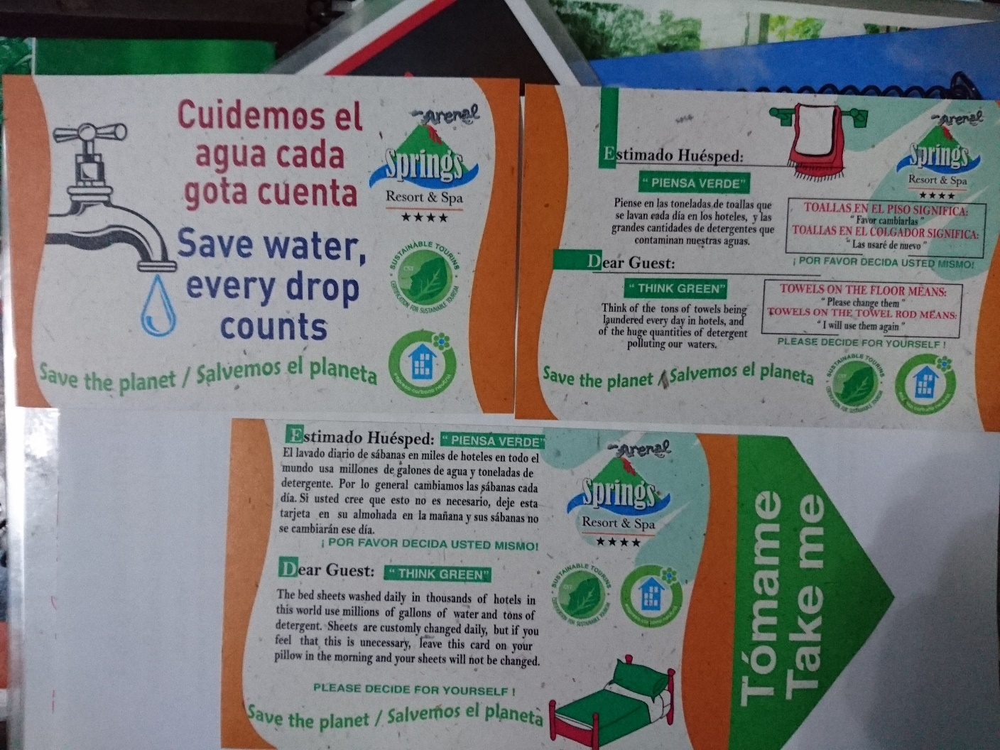 Cuidemos el
agua cada
gota cuenta
Save water,
every drop
counts
Save the planet / Salvemos el planeta
Arenal
Springs
Resort & Spa
★★★★
SUSTAINABLE TOURINS
CST
CERTIFICATION FOR SUSTAINABLE TOURISM
empresa carbono neutral
Estimado Huésped:
" PIENSA VERDE"
Piense en las toneladas de toallas que
se lavan cada día en los hoteles, y las
grandes cantidades de detergentes que
contaminan nuestras aguas.
Dear Guest:
" THINK GREEN"
Think of the tons of towels being
laundered every day in hotels, and
of the huge quantities of detergent
polluting our waters.
Save the planet / Salvemos el planeta
Arenal
Springs
Resort & Spa
★★★★
TOALLAS EN EL PISO SIGNIFICA:
" Favor cambiarlas "
TOALLAS EN EL COLGADOR SIGNIFICA:
" Las usaré de nuevo "
¡ POR FAVOR DECIDA USTED MISMO!
TOWELS ON THE FLOOR MEANS:
" Please change them "
TOWELS ON THE TOWEL ROD MEANS:
" I will use them again "
PLEASE DECIDE FOR YOURSELF !
SUSTAINABLE TOURINS
CERTIFICATION FOR SUSTAINABLE TOURISM
Estimado Huésped: " PIENSA VERDE"
El lavado diario de sábanas en miles de hoteles en todo el
mundo usa millones de galones de agua y toneladas de
detergente. Por lo general cambiamos las sábanas cada
día. Si usted cree que esto no es necesario, deje esta
tarjeta en su almohada en la mañana y sus sábanas no
se cambiarán ese día.
¡ POR FAVOR DECIDA USTED MISMO!
Dear Guest: " THINK GREEN"
The bed sheets washed daily in thousands of hotels in
this world use millions of gallons of water and tons of
detergent. Sheets are customly changed daily, but if you
feel that this is unecessary, leave this card on your
pillow in the morning and your sheets will not be changed.
PLEASE DECIDE FOR YOURSELF !
Save the planet / Salvemos el planeta
Arenal
Springs
Resort & Spa
★★★★
SUSTAINABLE TOURINS
CST
CERTIFICATION FOR SUSTAINABLE TOURISM
Tómame
Take me